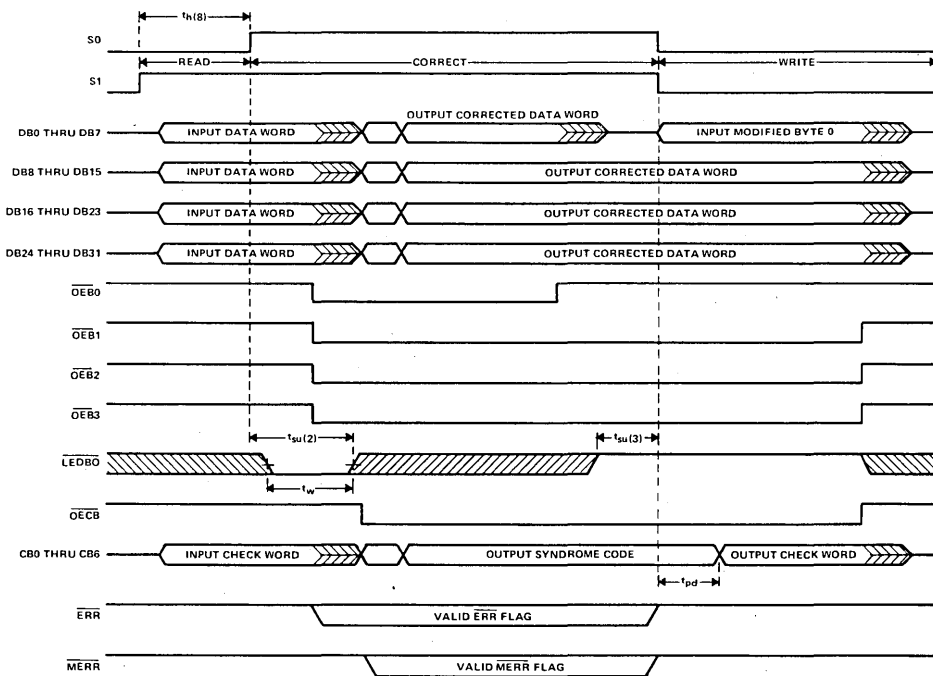 th(8)
S0
READ CORRECT WRITE
S1
OUTPUT CORRECTED DATA WORD
DB0 THRU DB7 INPUT DATA WORD INPUT MODIFIED BYTE 0
DB8 THRU DB15 INPUT DATA WORD OUTPUT CORRECTED DATA WORD
DB16 THRU DB23 INPUT DATA WORD OUTPUT CORRECTED DATA WORD
DB24 THRU DB31 INPUT DATA WORD OUTPUT CORRECTED DATA WORD
OEB0
OEB1
OEB2
OEB3
tsu(2) tsu(3)
LEDBO
tw
OECB
CB0 THRU CB6 INPUT CHECK WORD OUTPUT SYNDROME CODE OUTPUT CHECK WORD
tpd
ERR VALID ERR FLAG
MERR VALID MERR FLAG